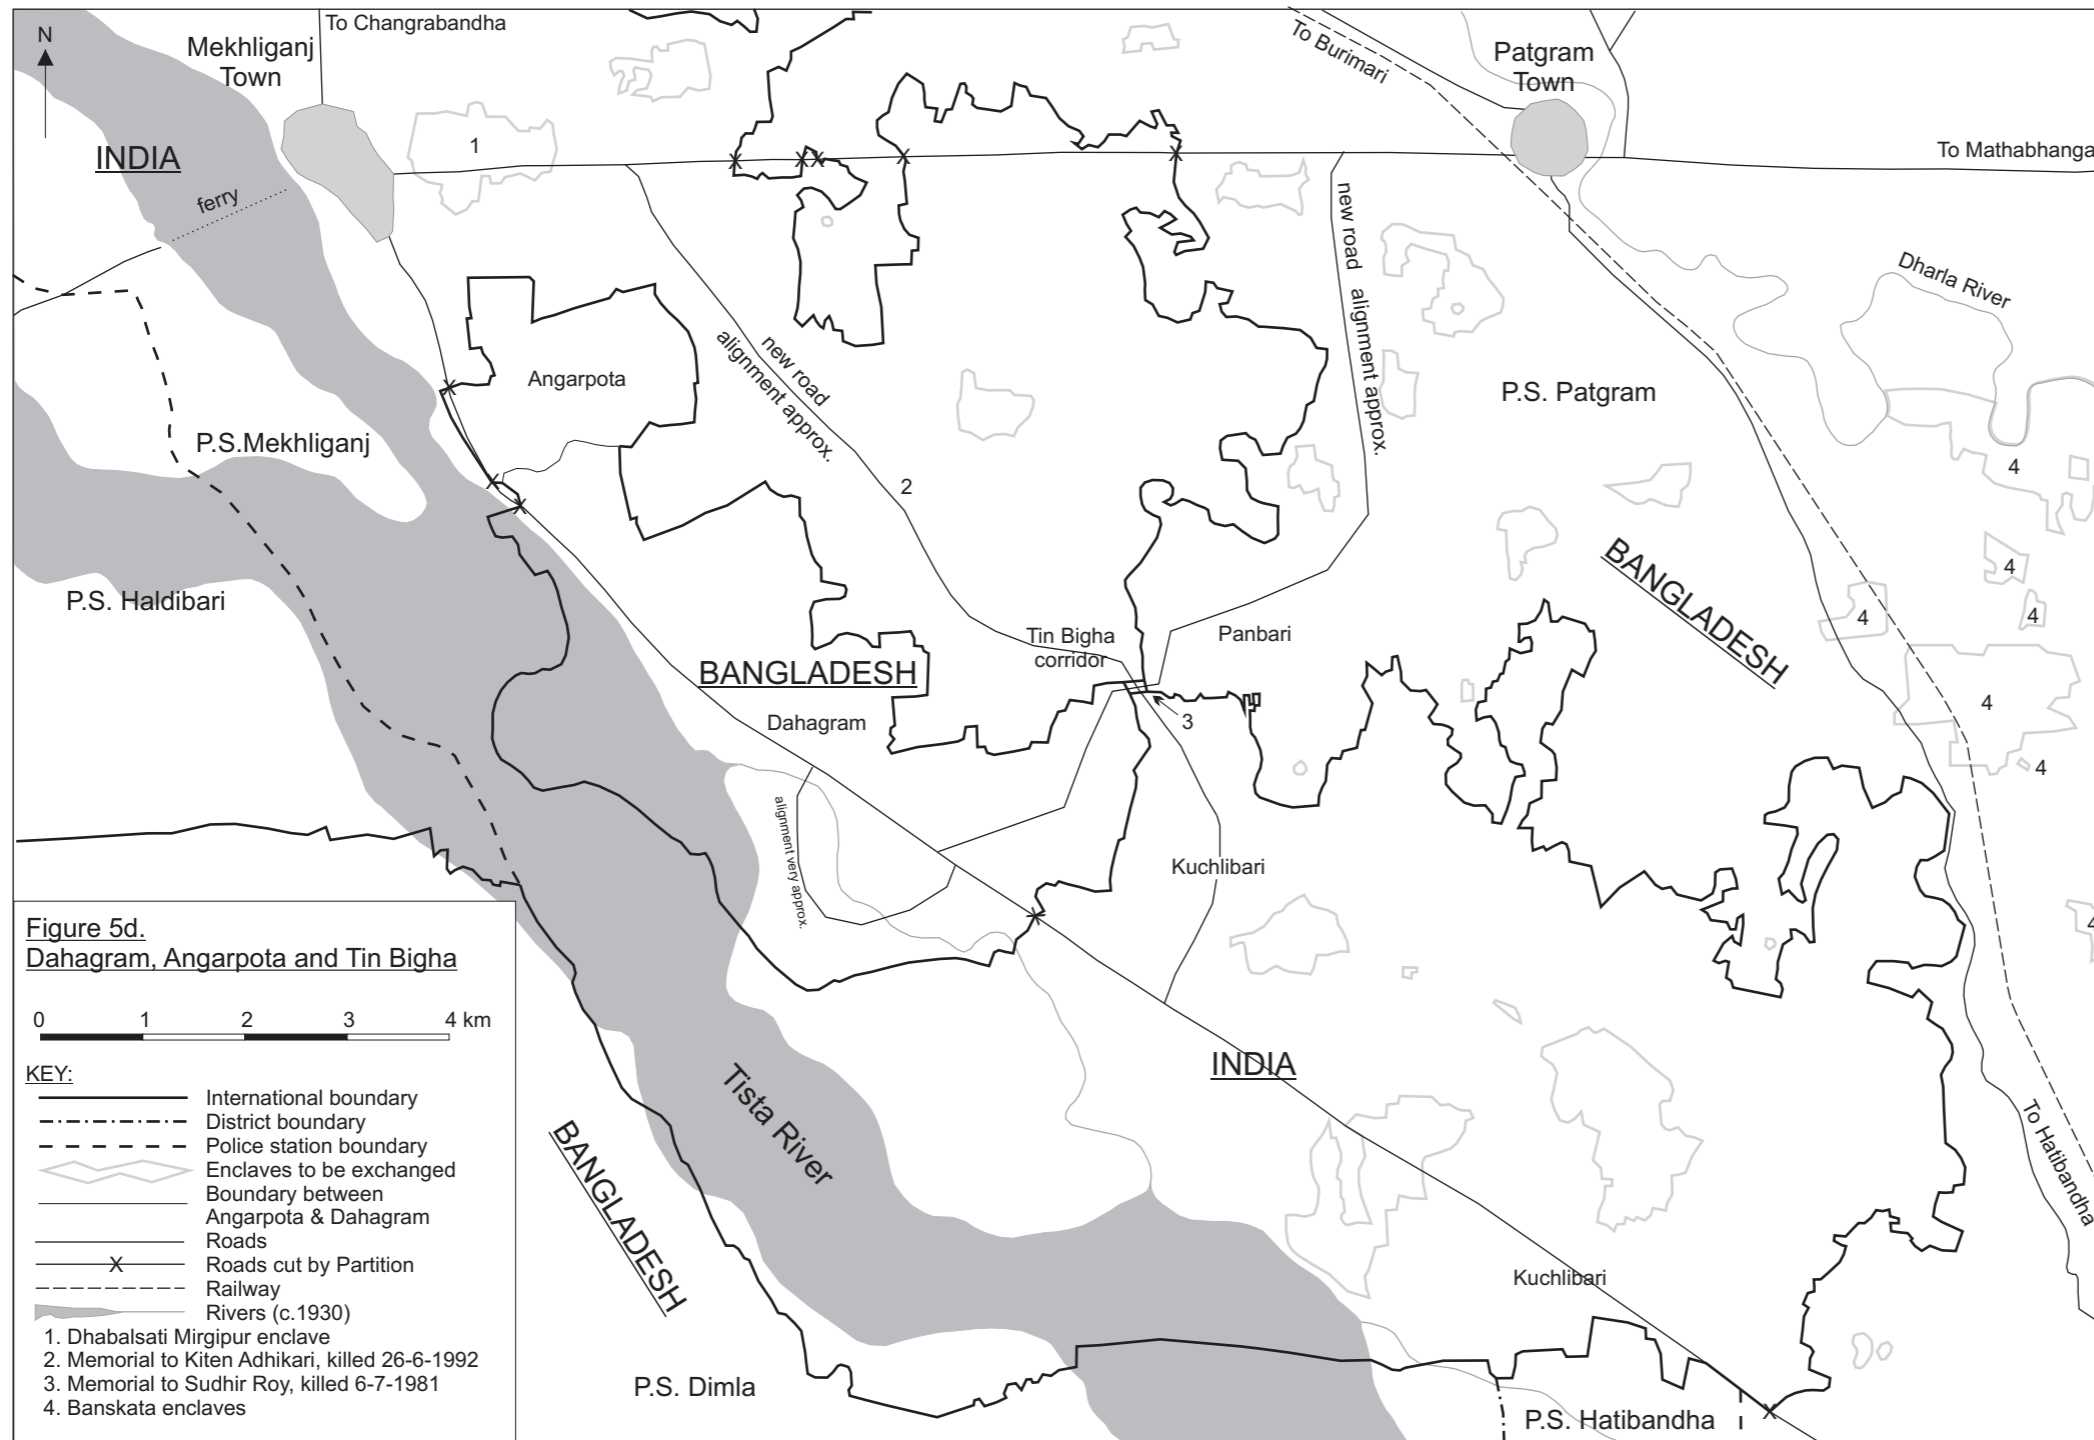 To Changrabandha
N
Mekhliganj
Town
To Burimari
Patgram
Town
1
INDIA
To Mathabhanga
ferry
new road alignment approx.
Dharla River
Angarpota
new road
alignment approx.
P.S. Patgram
P.S.Mekhliganj
4
2
BANGLADESH
4
P.S. Haldibari
4
4
Tin Bigha
corridor
Panbari
BANGLADESH
4
Dahagram
3
4
alignment very approx.
Kuchlibari
4
Figure 5d.
Dahagram, Angarpota and Tin Bigha
0 1 2 3 4 km
INDIA
KEY:
International boundary
District boundary
Police station boundary
Enclaves to be exchanged
Boundary between
Angarpota & Dahagram
Roads
X Roads cut by Partition
Railway
Rivers (c.1930)
1. Dhabalsati Mirgipur enclave
2. Memorial to Kiten Adhikari, killed 26-6-1992
3. Memorial to Sudhir Roy, killed 6-7-1981
4. Banskata enclaves
Tista River
BANGLADESH
To Hatibandha
Kuchlibari
P.S. Dimla
P.S. Hatibandha